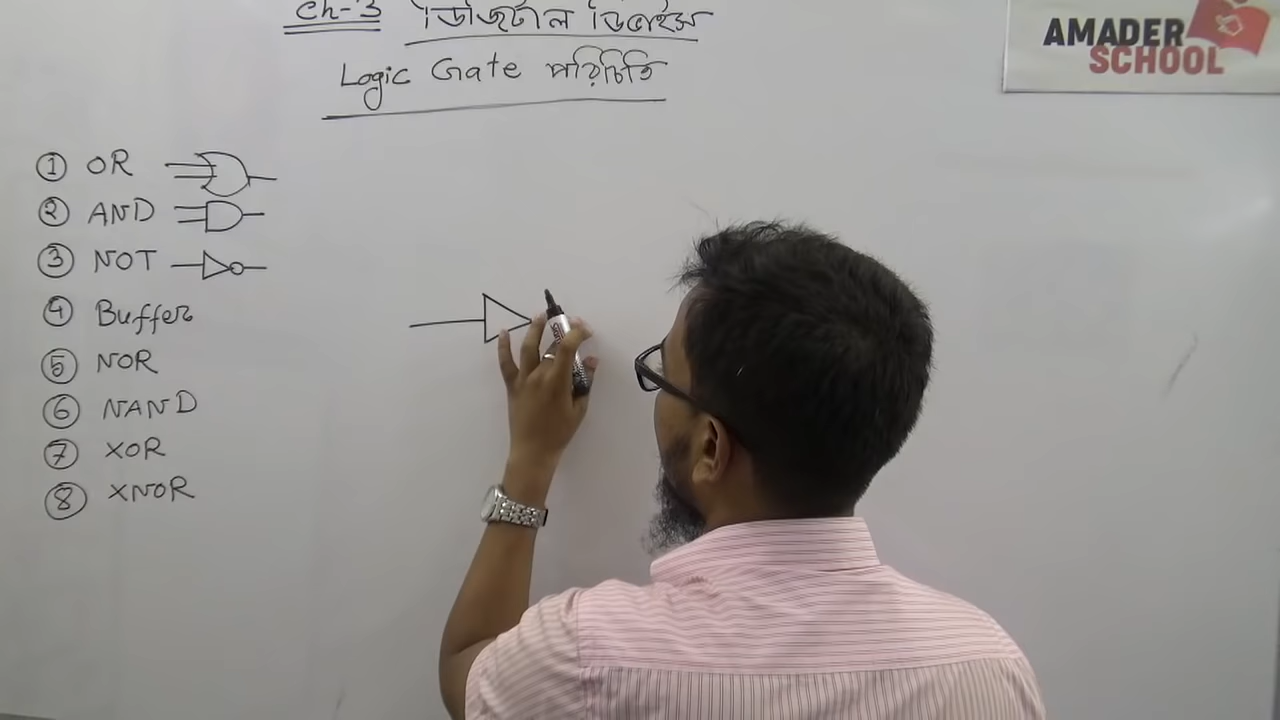 Ch-3 ডিজিটাল ডিভাইস
Logic Gate পরিচিতি
AMADER
SCHOOL
① OR
② AND
③ NOT
④ Buffer
⑤ NOR
⑥ NAND
⑦ XOR
⑧ XNOR